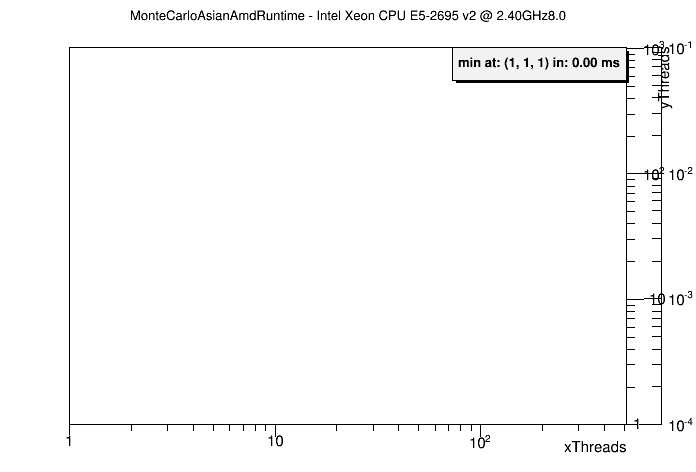 MonteCarloAsianAmdRuntime - Intel Xeon CPU E5-2695 v2 @ 2.40GHz8.0
min at: (1, 1, 1) in: 0.00 ms
10³ 10⁻¹
yThreads
10² 10⁻²
10 10⁻³
1 10⁻⁴
1 10 10²
xThreads